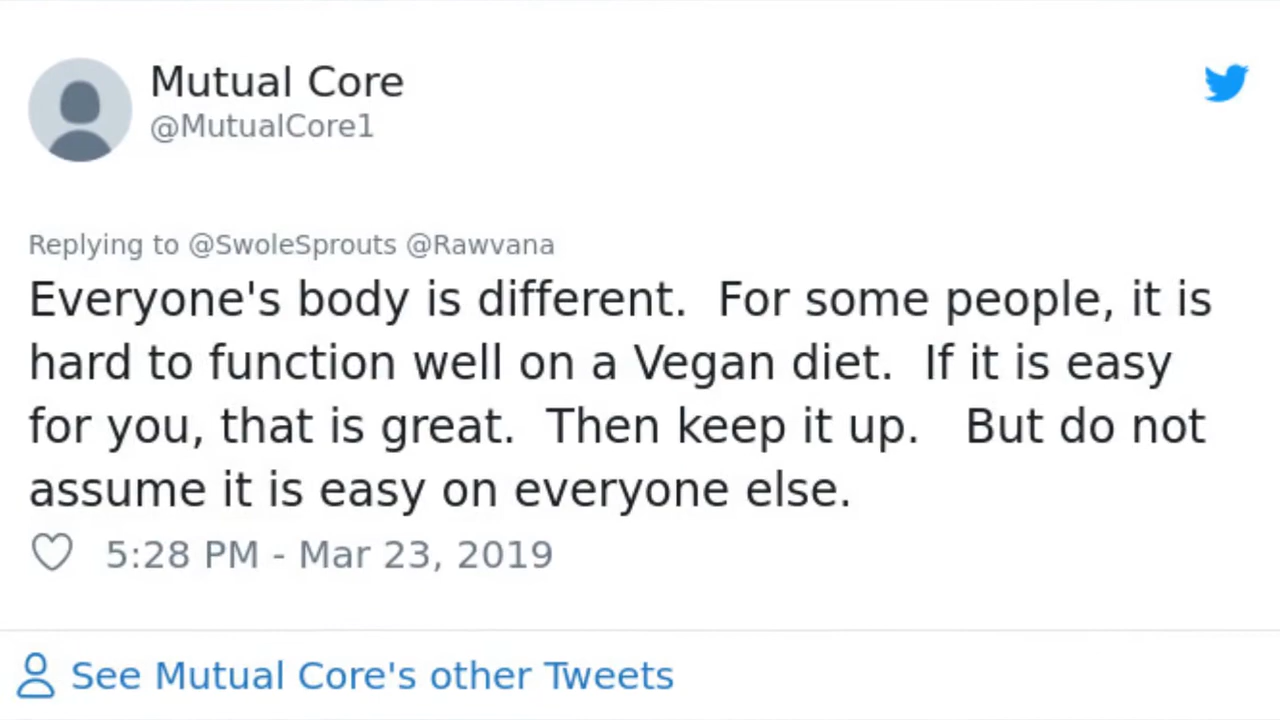 Mutual Core
@MutualCore1
Replying to @SwoleSprouts @Rawvana
Everyone's body is different.  For some people, it is
hard to function well on a Vegan diet.  If it is easy
for you, that is great.  Then keep it up.   But do not
assume it is easy on everyone else.
5:28 PM - Mar 23, 2019
See Mutual Core's other Tweets